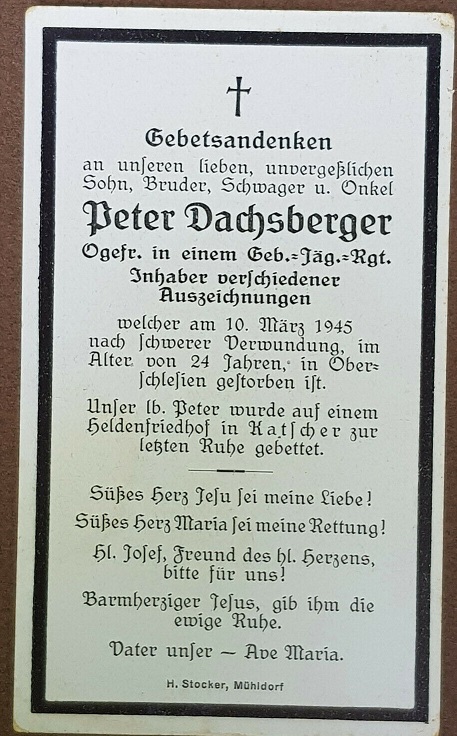 Gebetsandenken
an unseren lieben, unvergeßlichen
Sohn, Bruder, Schwager u. Onkel
Peter Dachsberger
Ogefr. in einem Geb.-Jäg.-Rgt.
Inhaber verschiedener
Auszeichnungen
welcher am 10. März 1945
nach schwerer Verwundung, im
Alter von 24 Jahren, in Ober-
schlesien gestorben ist.
Unser lb. Peter wurde auf einem
Heldenfriedhof in Katscher zur
letzten Ruhe gebettet.
Süßes Herz Jesu sei meine Liebe!
Süßes Herz Maria sei meine Rettung!
Hl. Josef, Freund des hl. Herzens,
bitte für uns!
Barmherziger Jesus, gib ihm die
ewige Ruhe.
Vater unser — Ave Maria.
H. Stocker, Mühldorf